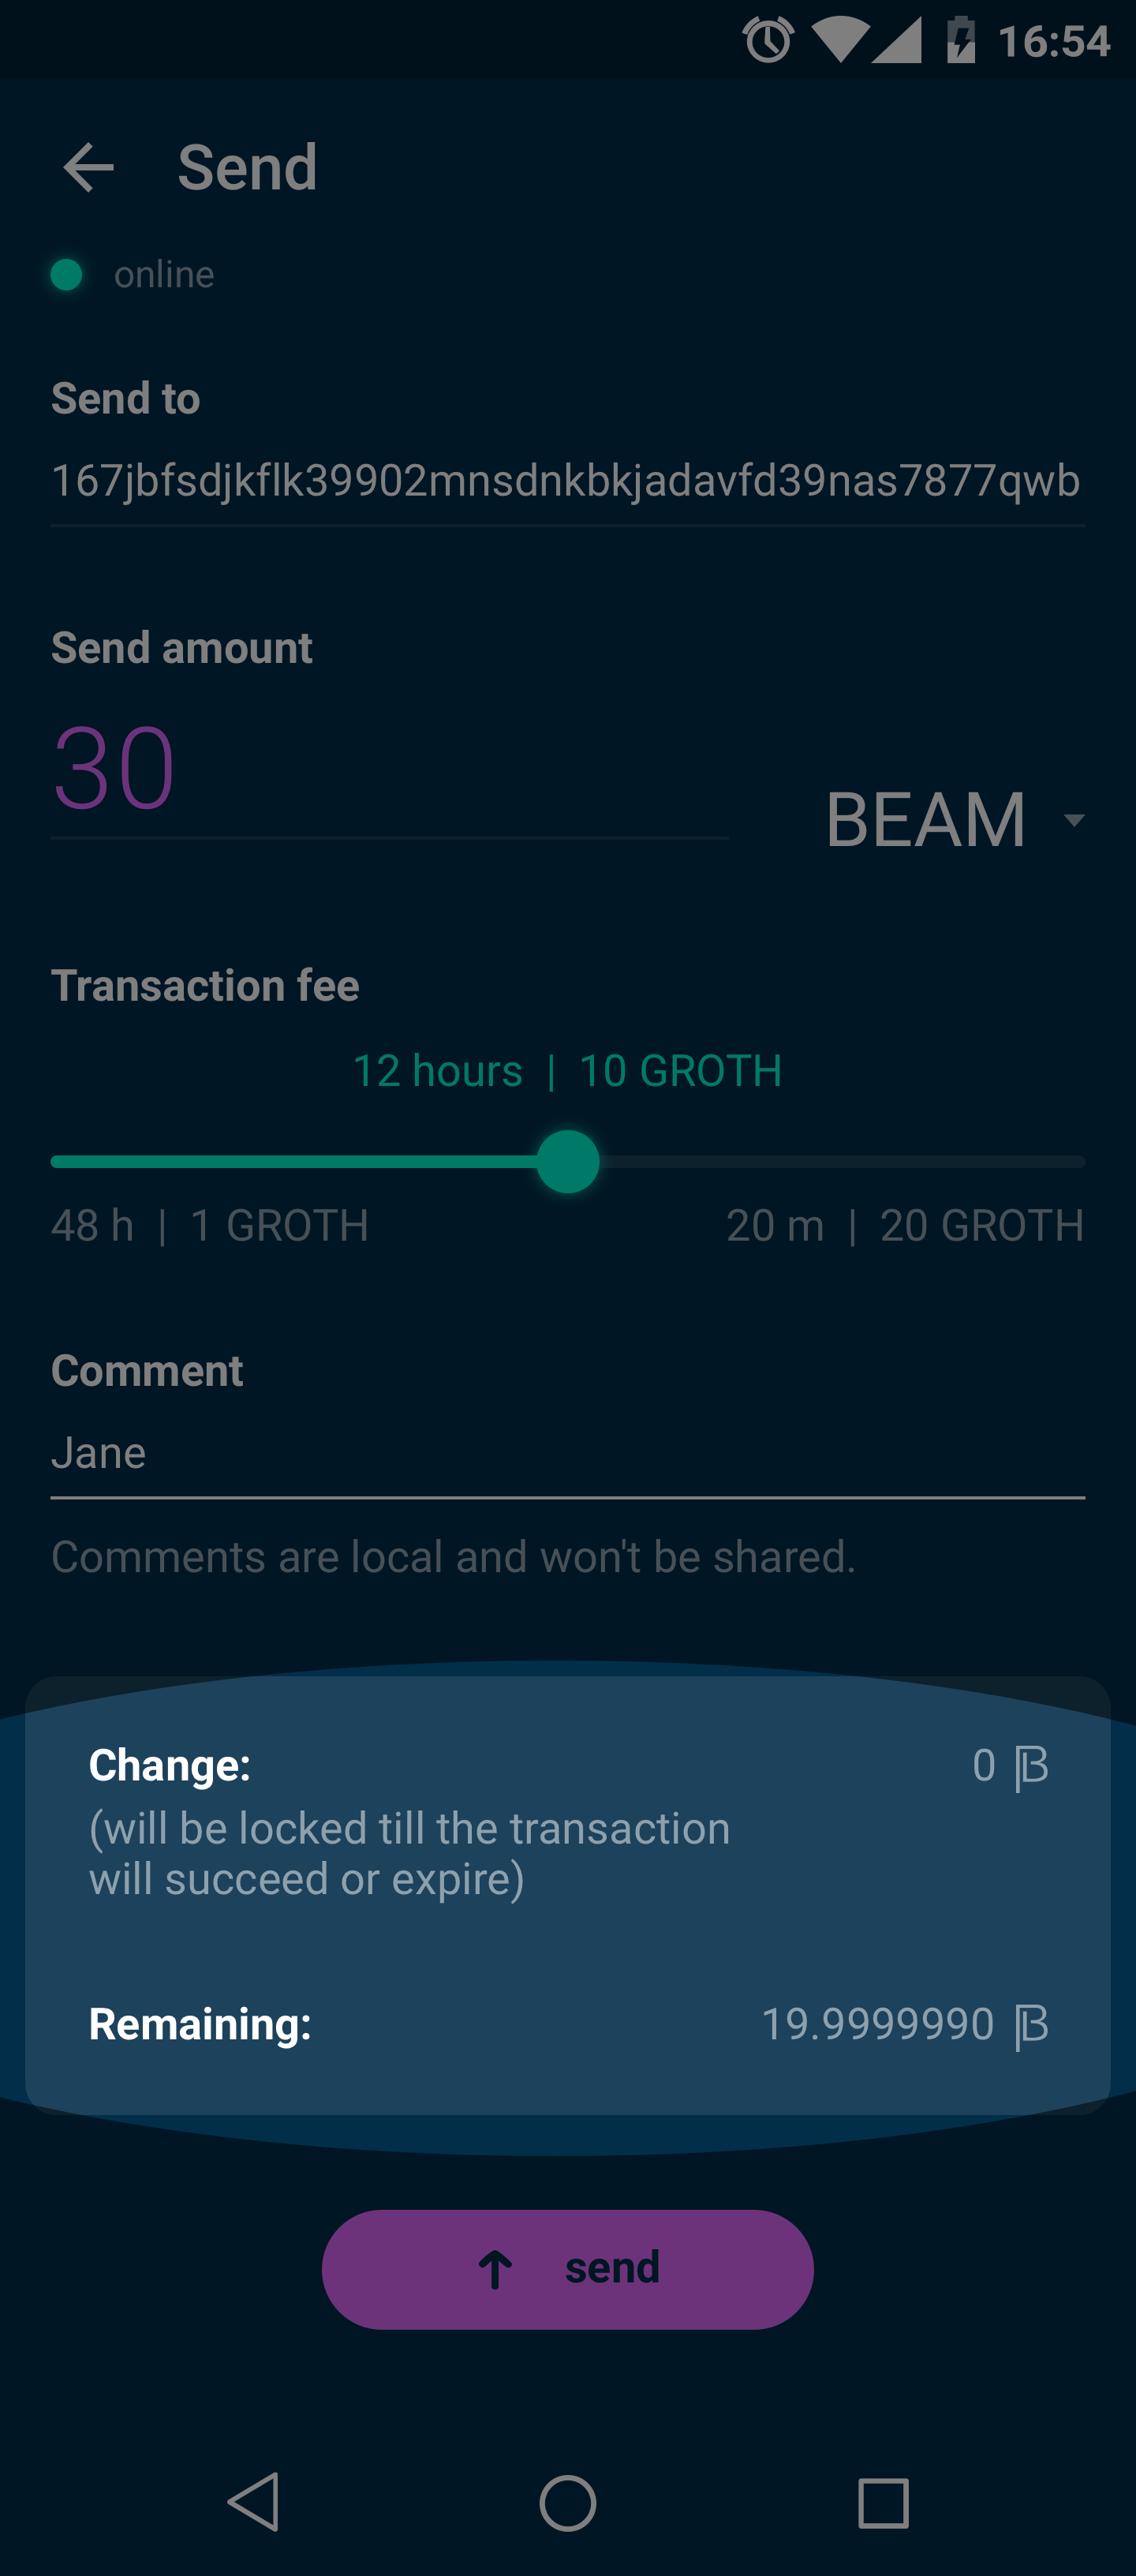 16:54
Send
online
Send to
167jbfsdjkflk39902mnsdnkbkjadavfd39nas7877qwb
Send amount
30
BEAM
Transaction fee
12 hours | 10 GROTH
48 h | 1 GROTH 20 m | 20 GROTH
Comment
Jane
Comments are local and won't be shared.
Change: 0
(will be locked till the transaction
will succeed or expire)
Remaining: 19.9999990
send